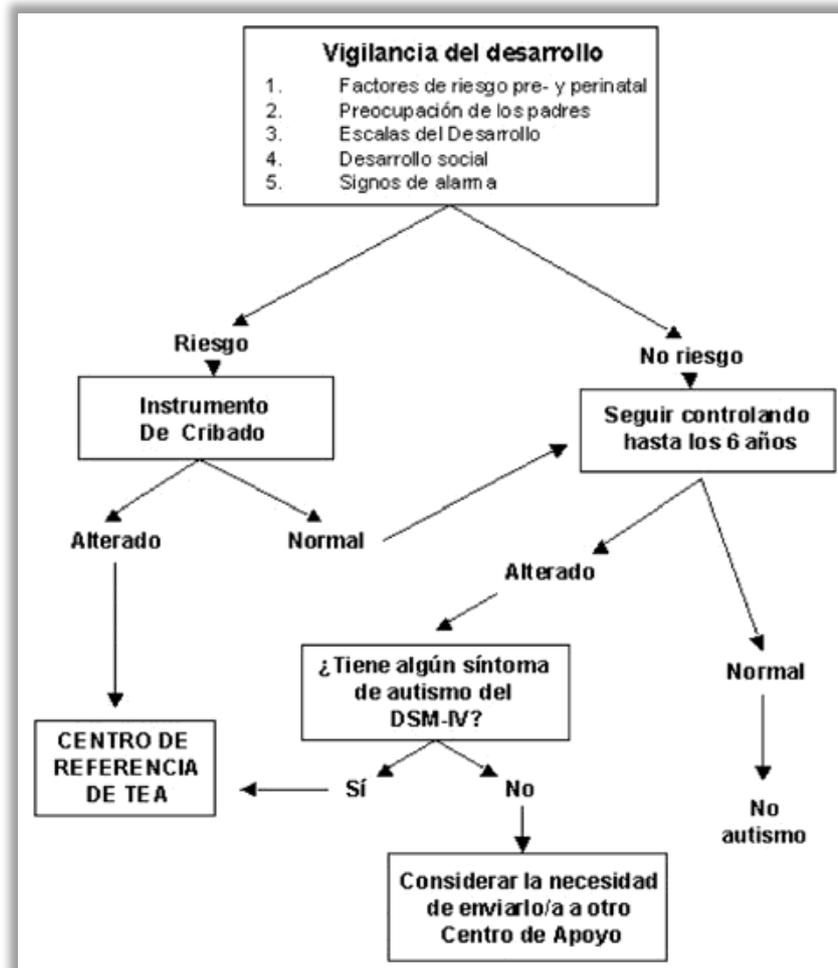 Vigilancia del desarrollo
1. Factores de riesgo pre- y perinatal
2. Preocupación de los padres
3. Escalas del Desarrollo
4. Desarrollo social
5. Signos de alarma
Riesgo
No riesgo
Instrumento
De Cribado
Seguir controlando
hasta los 6 años
Alterado
Normal
Alterado
¿Tiene algún síntoma
de autismo del
DSM-IV?
Normal
CENTRO DE
REFERENCIA
DE TEA
Sí
No
No
autismo
Considerar la necesidad
de enviarlo/a a otro
Centro de Apoyo